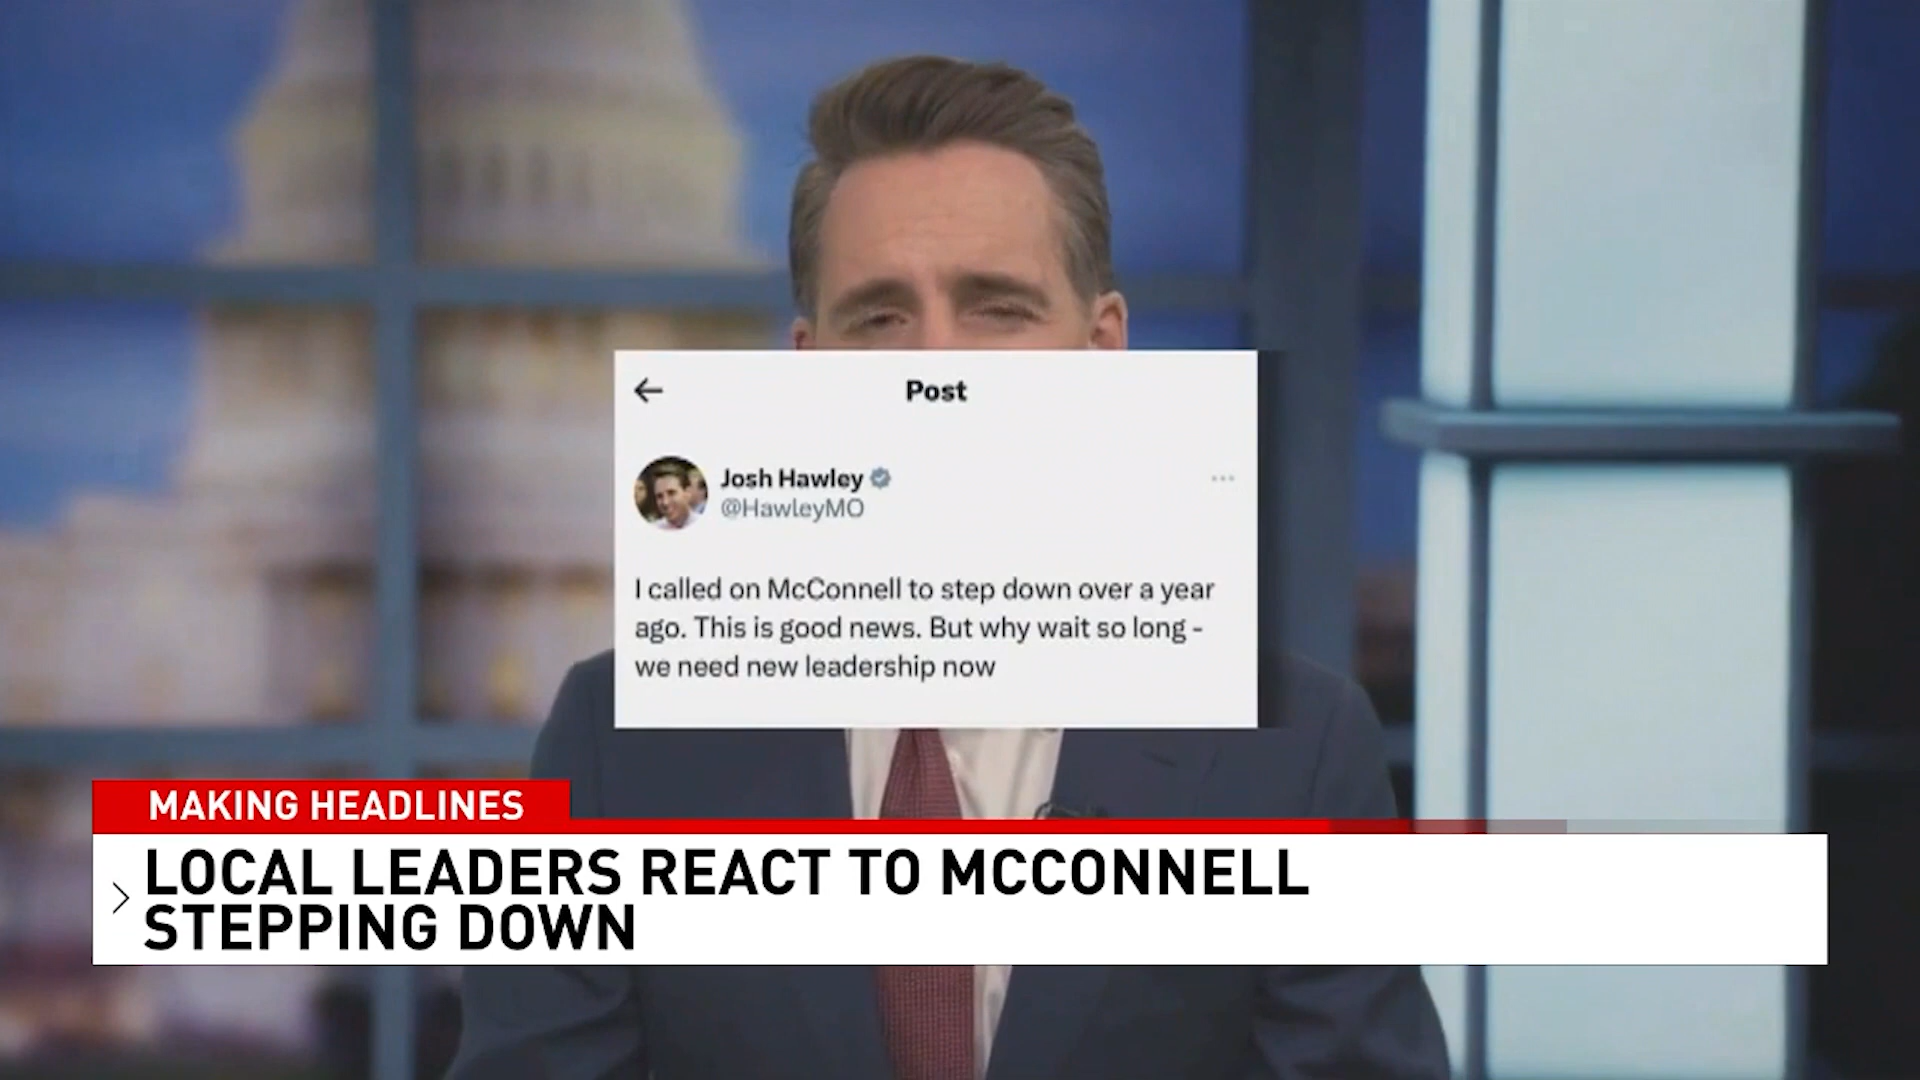 Post
Josh Hawley
@HawleyMO
I called on McConnell to step down over a year
ago. This is good news. But why wait so long -
we need new leadership now
MAKING HEADLINES
LOCAL LEADERS REACT TO MCCONNELL
STEPPING DOWN